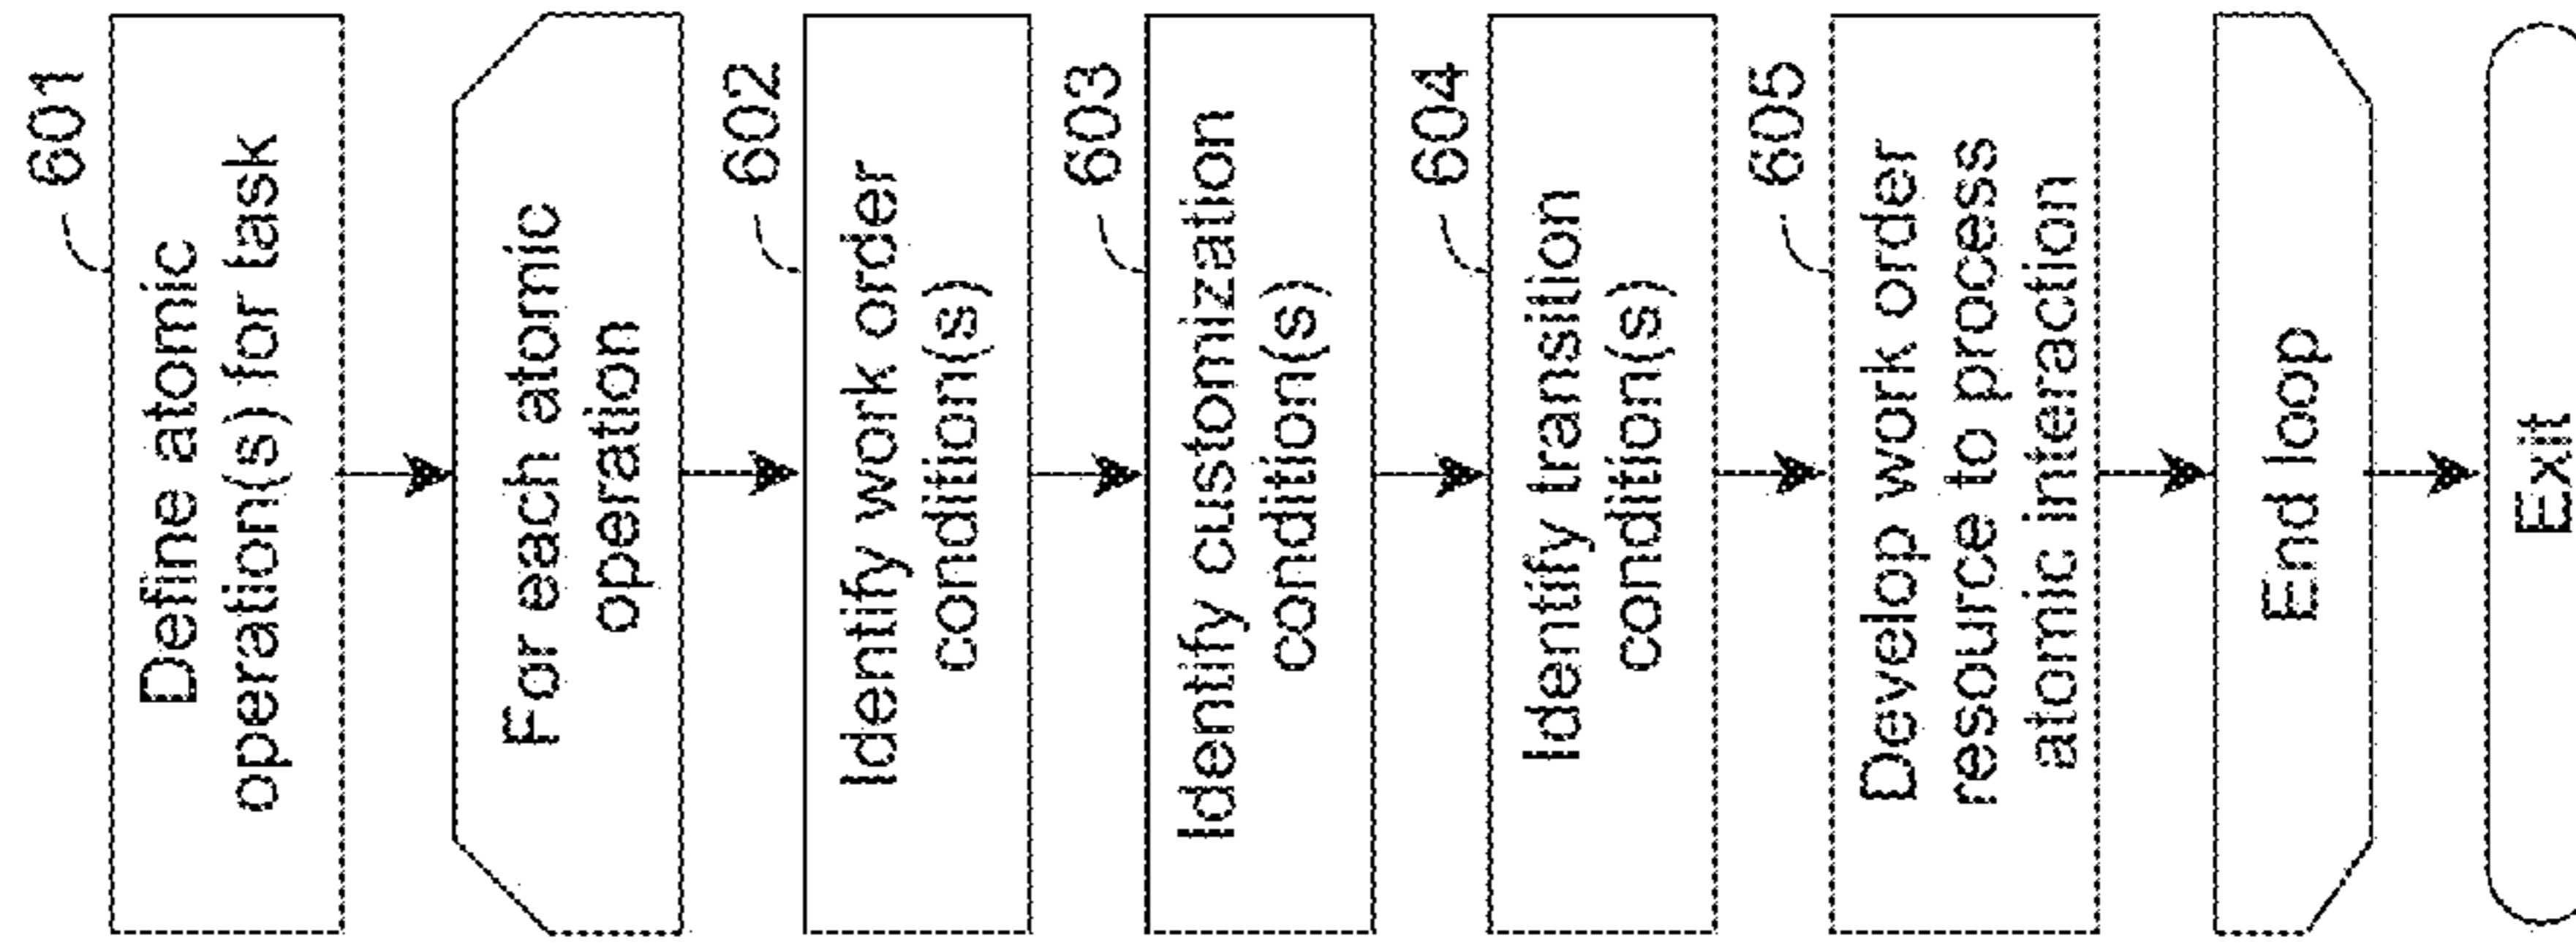 601
Define atomic
operation(s) for task
For each atomic
operation
602
Identify work order
condition(s)
603
Identify customization
condition(s)
604
Identify transition
condition(s)
605
Develop work order
resource to process
atomic interaction
End loop
Exit